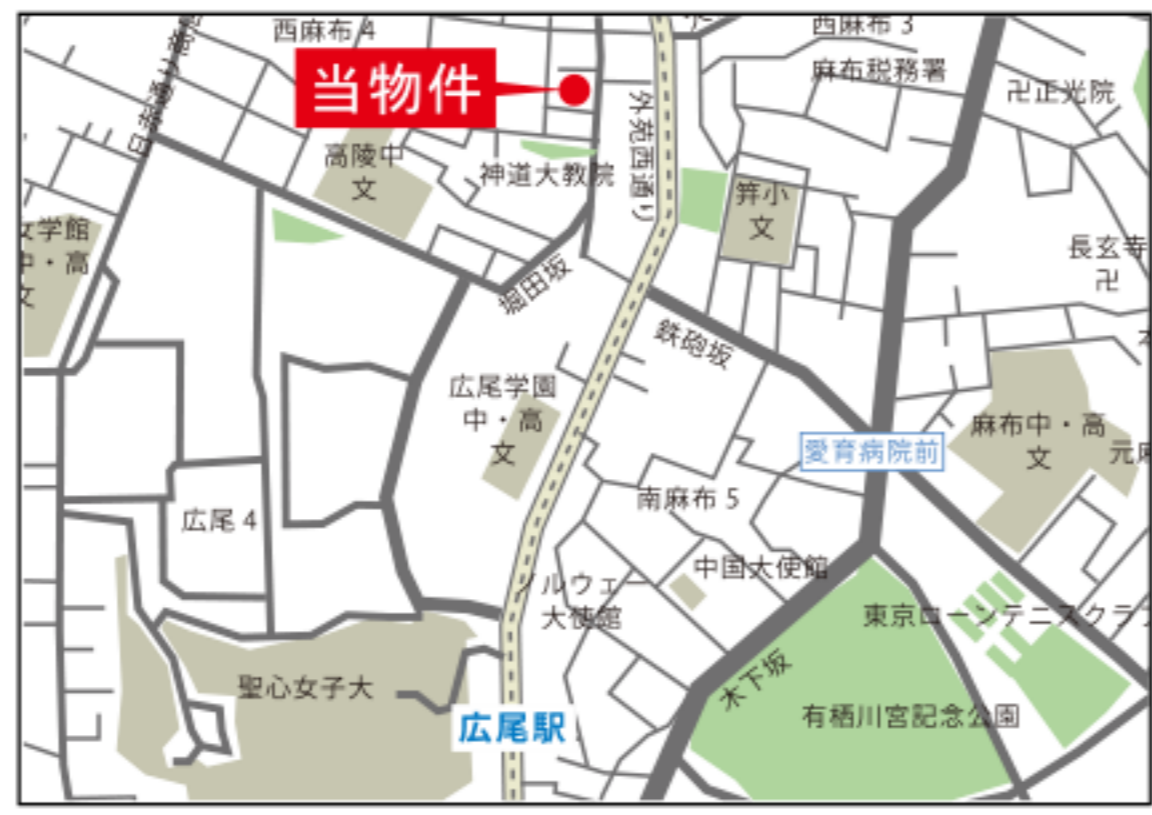 西麻布 4
西麻布 3
麻布税務署
卍正光院
日赤通り商店
当物件
外苑西通り
高陵中
文
神道大教院
笄小
文
女学館
中・高
文
長玄寺
卍
堀田坂
鉄砲坂
広尾学園
中・高
文
愛育病院前
麻布中・高
文
元麻
南麻布 5
広尾 4
中国大使館
ノルウェー
大使館
東京ローンテニスクラブ
木下坂
聖心女子大
有栖川宮記念公園
広尾駅